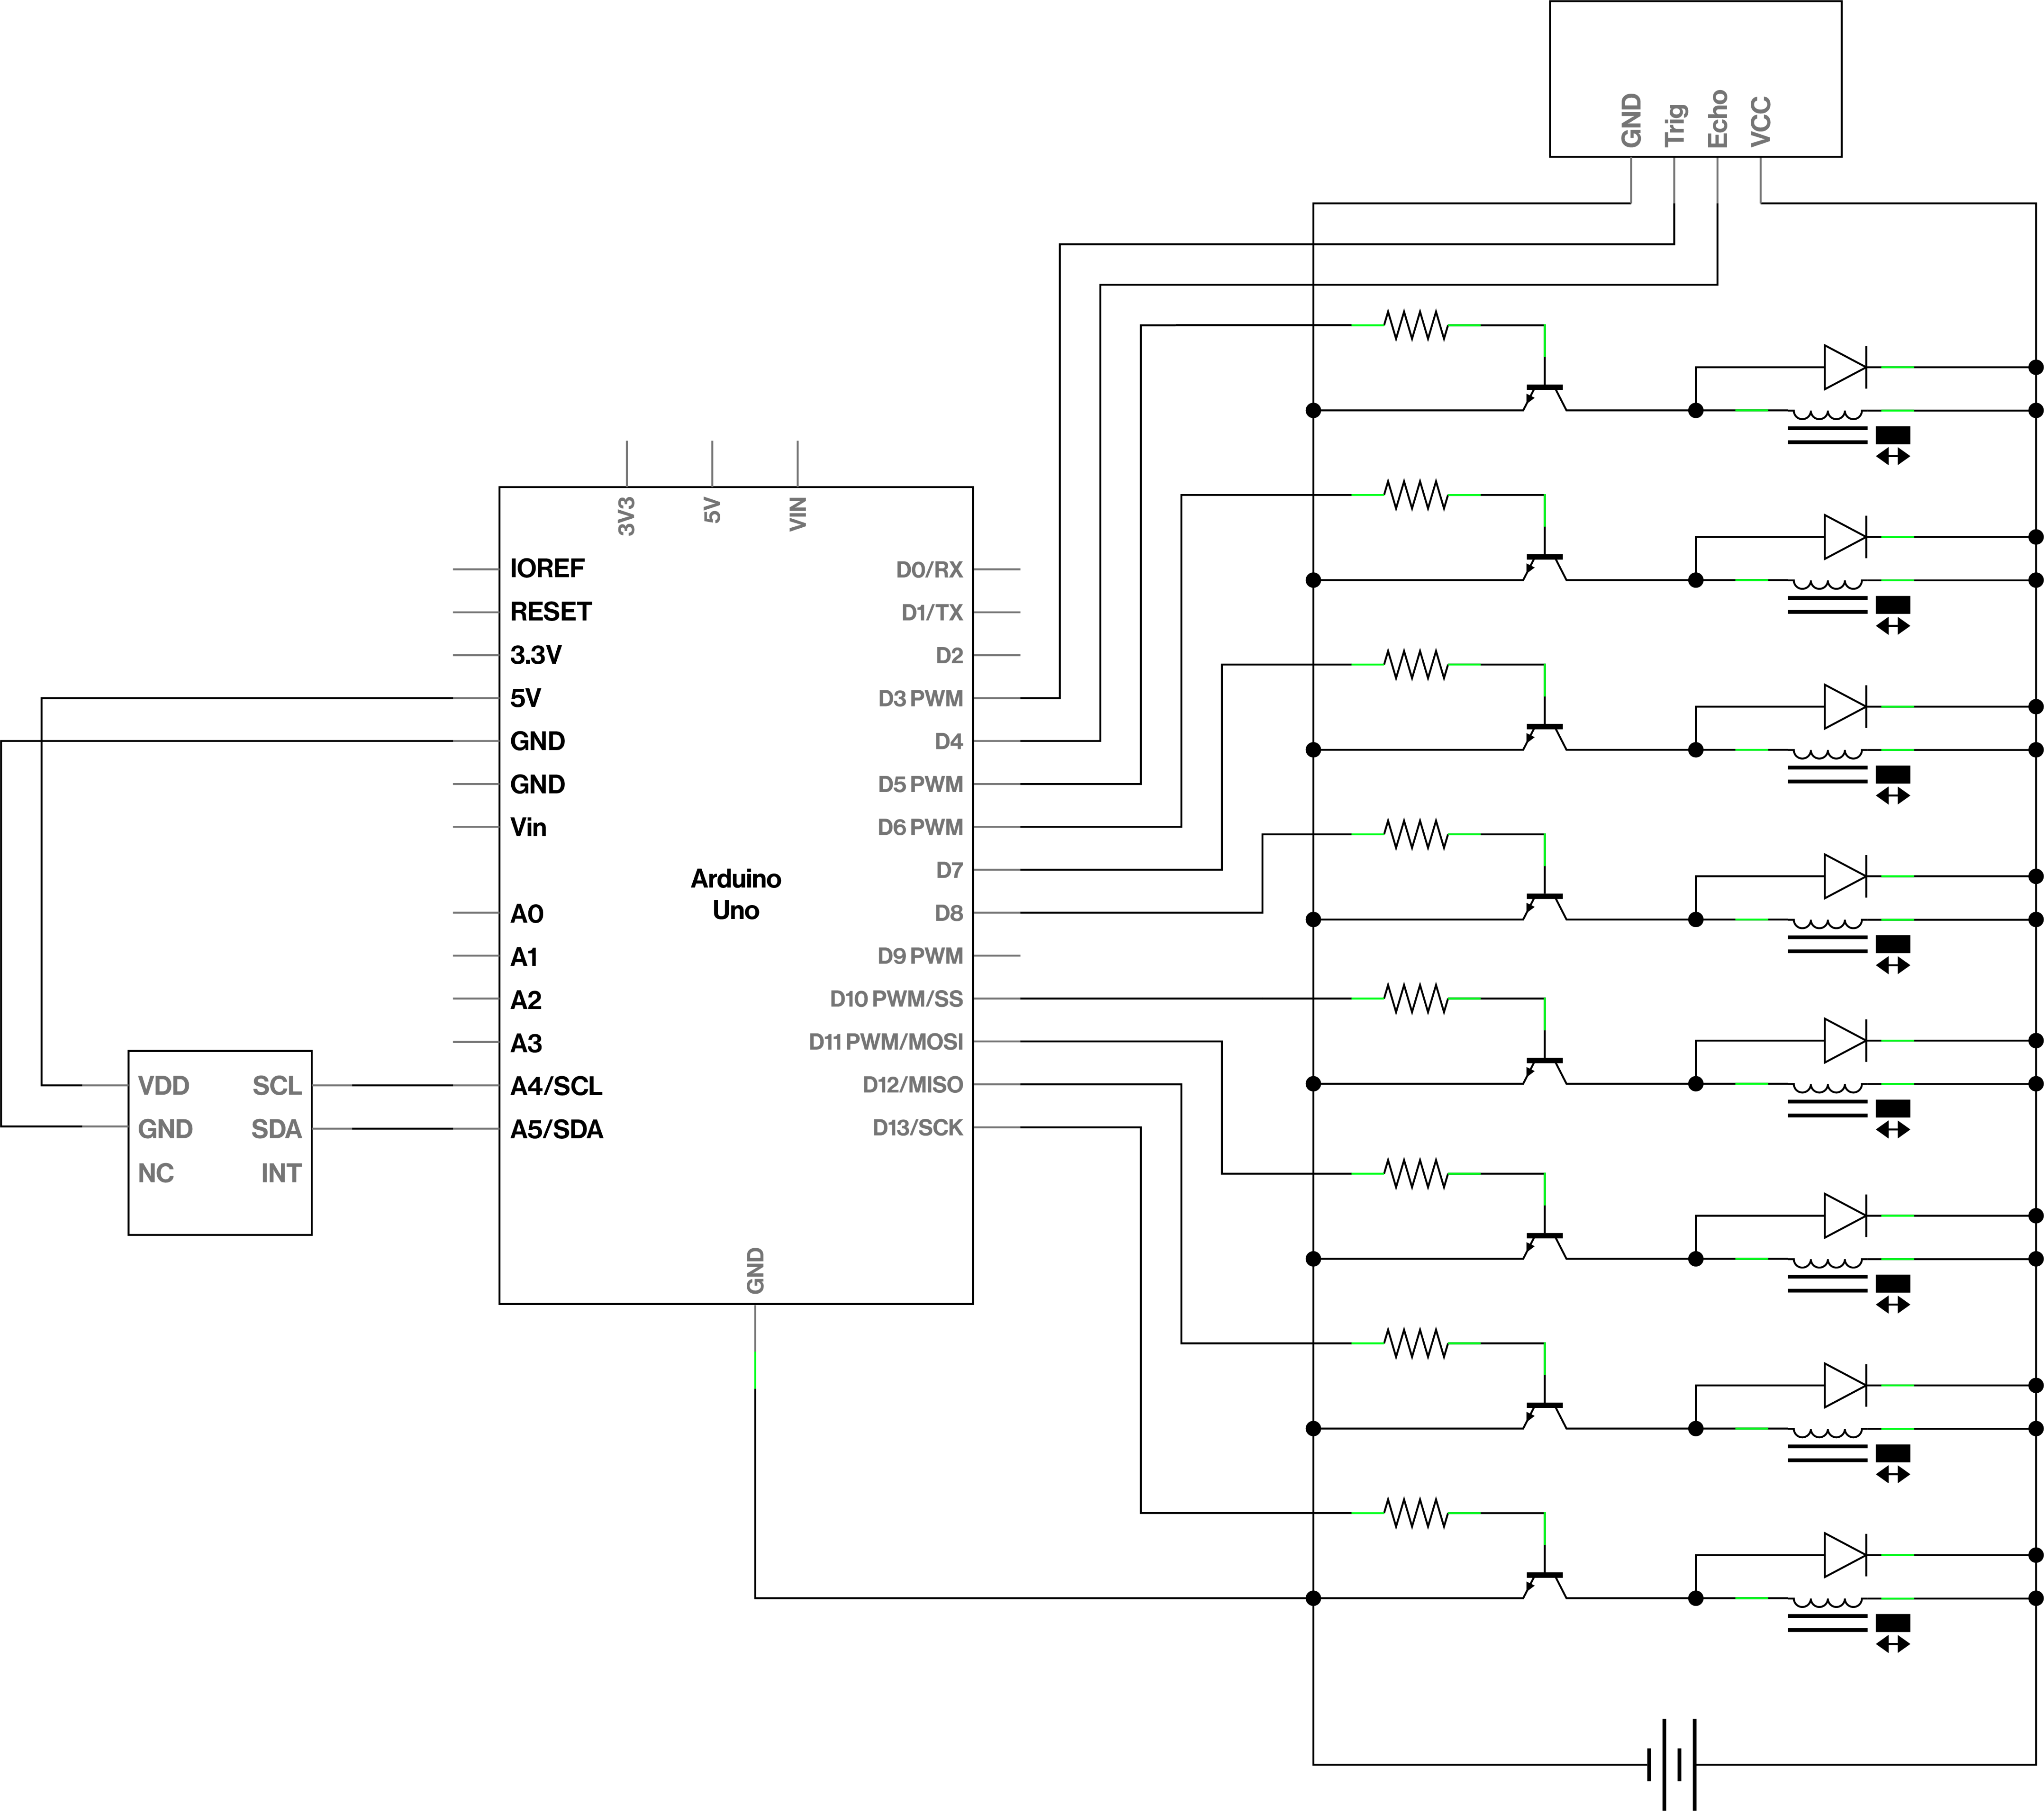 GND
Trig
Echo
VCC
3V3
5V
VIN
IOREF
RESET
3.3V
5V
GND
GND
Vin
A0
A1
A2
A3
A4/SCL
A5/SDA
Arduino
Uno
D0/RX
D1/TX
D2
D3 PWM
D4
D5 PWM
D6 PWM
D7
D8
D9 PWM
D10 PWM/SS
D11 PWM/MOSI
D12/MISO
D13/SCK
GND
VDD
GND
NC
SCL
SDA
INT